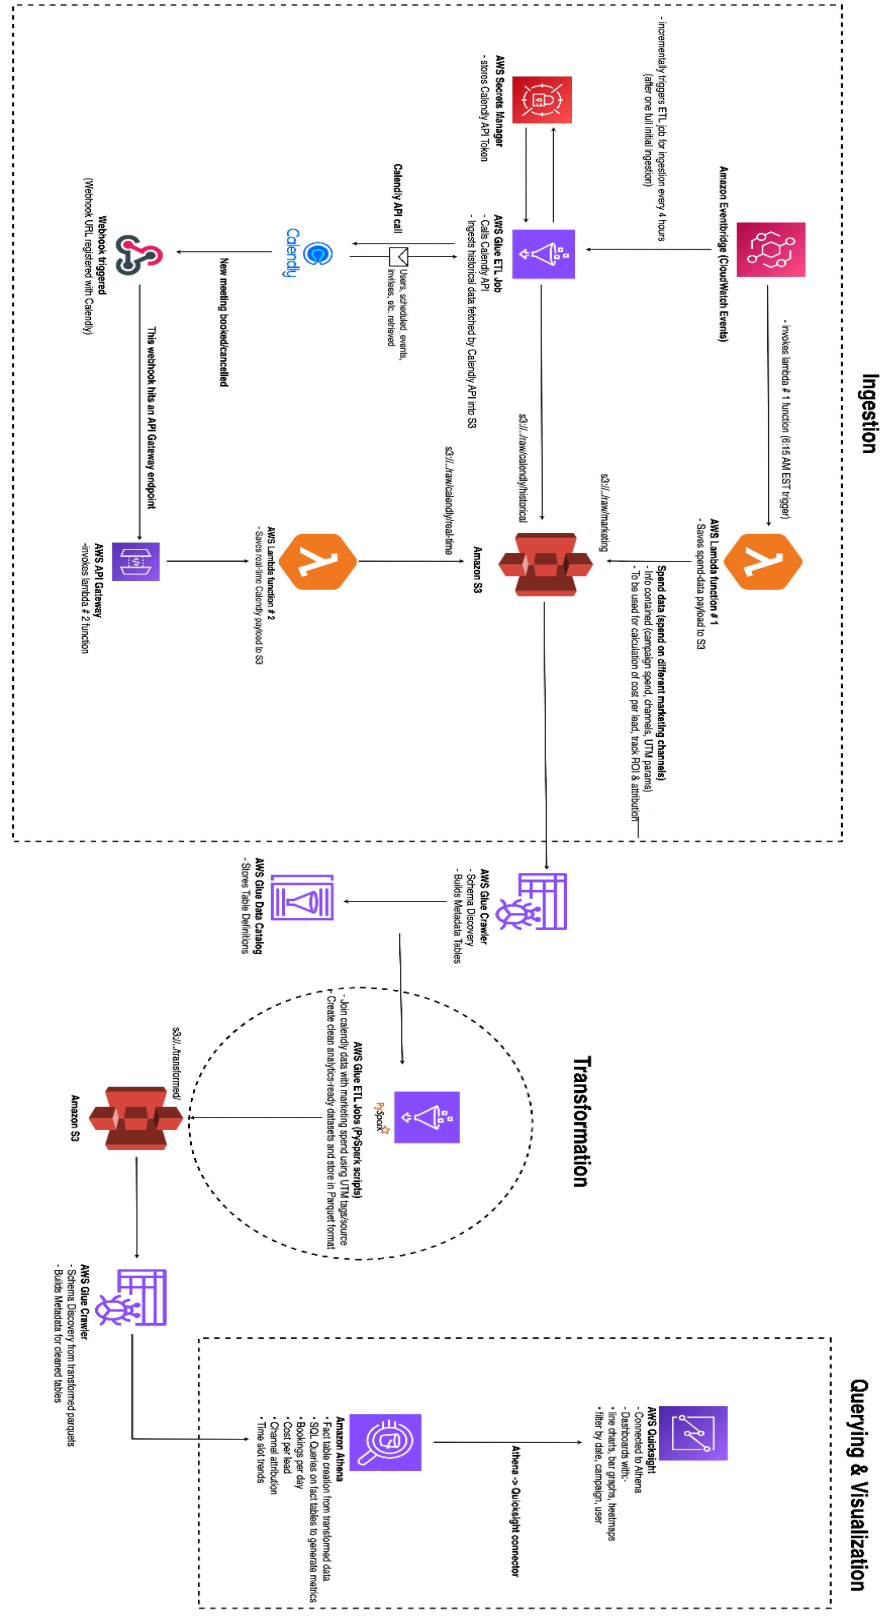 Ingestion
Amazon Eventbridge (CloudWatch Events)
- incrementally triggers ETL job for ingestion every 4 hours
(after one full initial ingestion)
- invokes lambda # 1 function (6:15 AM EST trigger)
AWS Lambda function # 1
- Saves spend-data payload to S3
Spend data (spend on different marketing channels)
- Info contained (campaign spend, channels, UTM params)
- To be used for calculation of cost per lead, track ROI & attribution
s3://../raw/marketing
AWS Secrets Manager
- stores Calendly API Token
AWS Glue ETL Job
- Calls Calendly API
- Ingests historical data fetched by Calendly API into S3
s3://../raw/calendly/historical
Amazon S3
s3://../raw/calendly/real-time
Calendly API call
Users, scheduled events,
invitees, etc. retrieved
Calendly
New meeting booked/cancelled
AWS Lambda function # 2
- Saves real-time Calendly payload to S3
Webhook triggered
(Webhook URL registered with Calendly)
This webhook hits an API Gateway endpoint
AWS API Gateway
-invokes lambda # 2 function
AWS Glue Crawler
- Schema Discovery
- Builds Metadata Tables
AWS Glue Data Catalog
- Stores Table Definitions
Transformation
PySpark
AWS Glue ETL Jobs (PySpark scripts)
- Join calendly data with marketing spend using UTM tags/source
- Create clean analytics-ready datasets and store in Parquet format
s3://../transformed/
Amazon S3
AWS Glue Crawler
- Schema Discovery from transformed parquets
- Builds Metadata for cleaned tables
Querying & Visualization
AWS Quicksight
- Connected to Athena
- Dashboards with:-
• line charts, bar graphs, heatmaps
• filter by date, campaign, user
Athena -> Quicksight connector
Amazon Athena
• Fact table creation from transformed data
• SQL Queries on fact tables to generate metrics
• Bookings per day
• Cost per lead
• Channel attribution
• Time slot trends